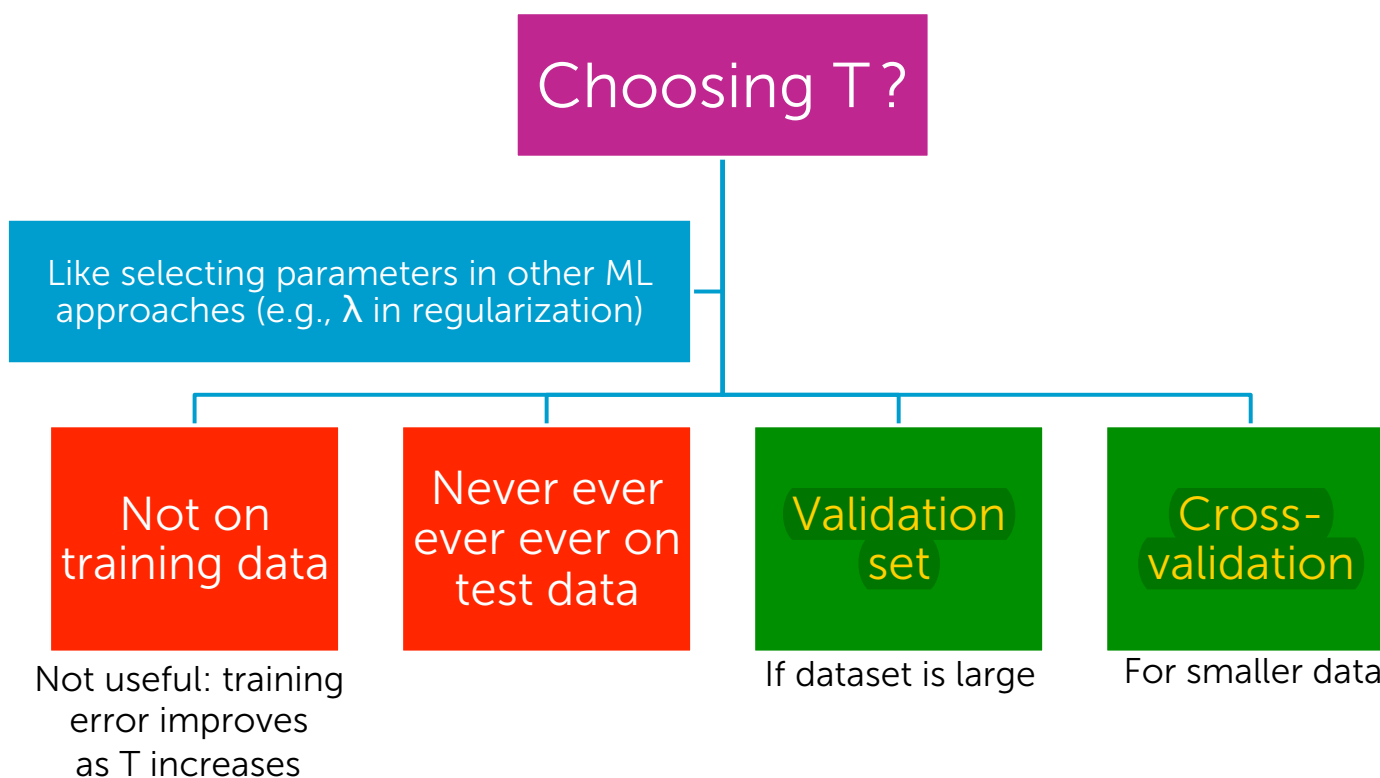 Choosing T ?
Like selecting parameters in other ML
approaches (e.g., λ in regularization)
Not on
training data
Never ever
ever ever on
test data
Validation
set
Cross-
validation
Not useful: training
error improves
as T increases
If dataset is large
For smaller data